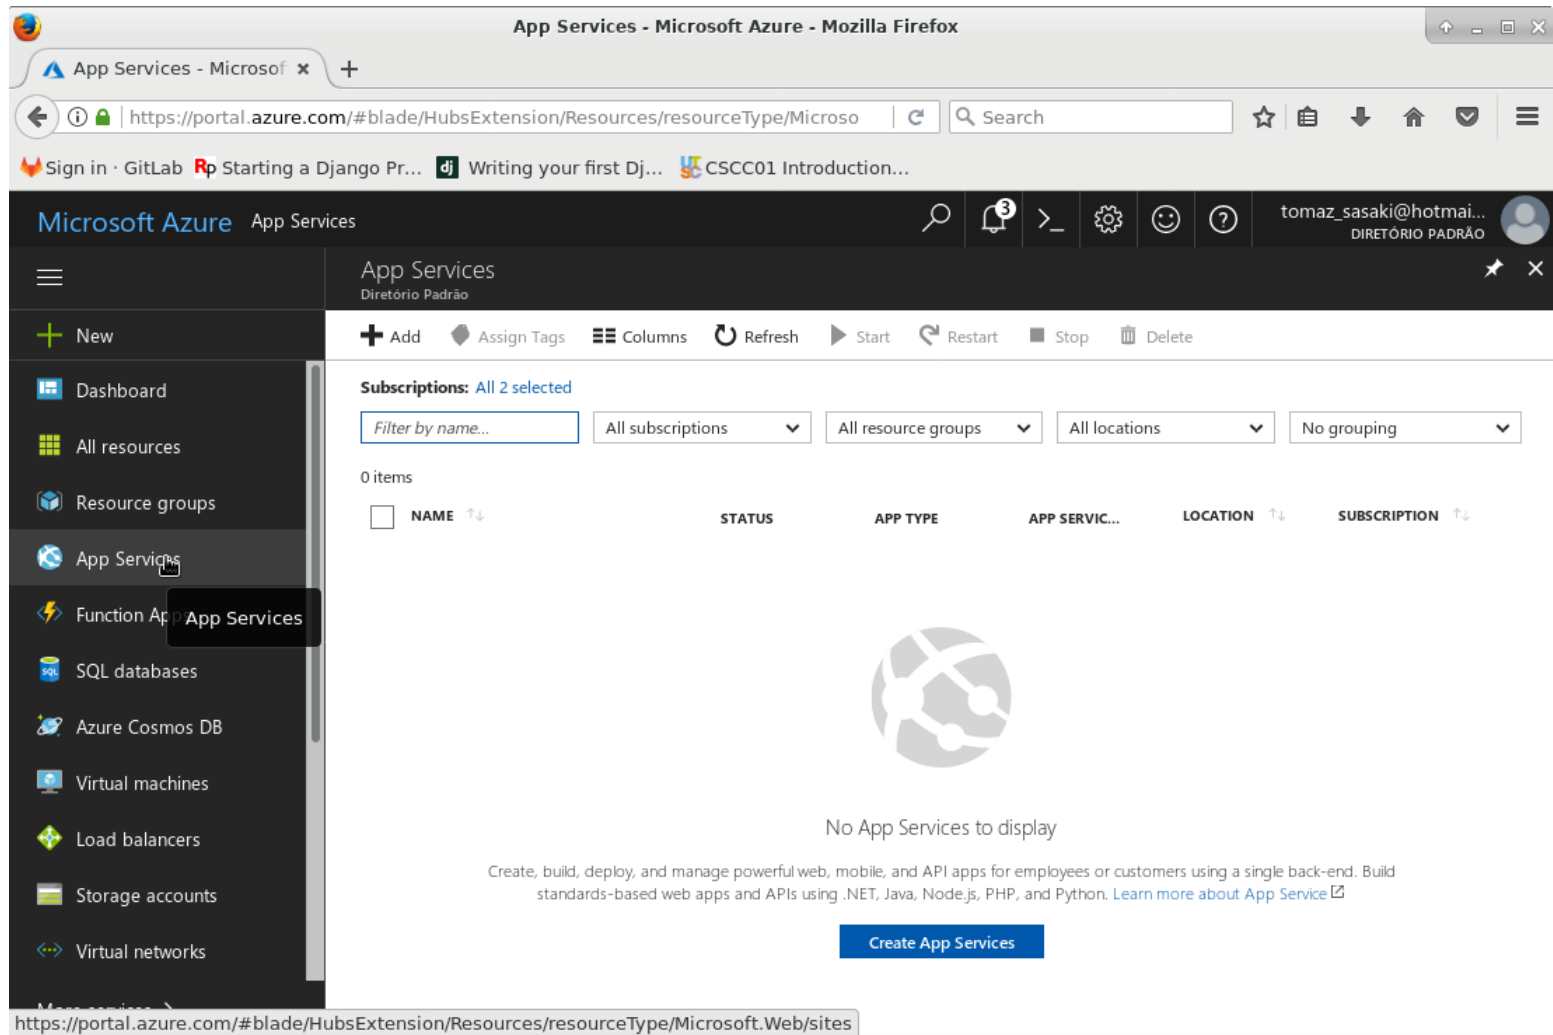 App Services - Microsoft Azure - Mozilla Firefox
App Services - Microsof
https://portal.azure.com/#blade/HubsExtension/Resources/resourceType/Microso
Search
Sign in · GitLab Rp Starting a Django Pr... dj Writing your first Dj... CSCC01 Introduction...
Microsoft Azure App Services
3
tomaz_sasaki@hotmai...
DIRETÓRIO PADRÃO
App Services
Diretório Padrão
New
Add Assign Tags Columns Refresh Start Restart Stop Delete
Dashboard
All resources
Resource groups
App Services
Function Apps
App Services
SQL databases
SQL
Azure Cosmos DB
Virtual machines
Load balancers
Storage accounts
Virtual networks
More services
Subscriptions: All 2 selected
Filter by name...
All subscriptions
All resource groups
All locations
No grouping
0 items
NAME STATUS APP TYPE APP SERVIC... LOCATION SUBSCRIPTION
No App Services to display
Create, build, deploy, and manage powerful web, mobile, and API apps for employees or customers using a single back-end. Build
standards-based web apps and APIs using .NET, Java, Node.js, PHP, and Python. Learn more about App Service
Create App Services
https://portal.azure.com/#blade/HubsExtension/Resources/resourceType/Microsoft.Web/sites